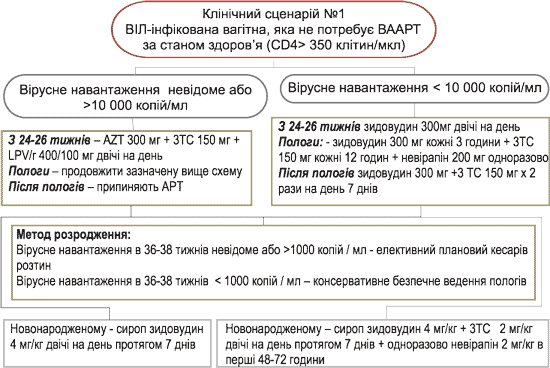 Клінічний сценарій №1
ВІЛ-інфікована вагітна, яка не потребує ВААРТ
за станом здоров'я (CD4> 350 клітин/мкл)
Вірусне навантаження невідоме або
>10 000 копій/мл
Вірусне навантаження < 10 000 копій/мл
З 24-26 тижнів – AZT 300 мг + 3TC 150 мг +
LPV/r 400/100 мг двічі на день
Пологи – продовжити зазначену вище схему
Після пологів – припиняють АРТ
З 24-26 тижнів зидовудин 300мг двічі на день
Пологи: - зидовудин 300 мг кожні 3 години + 3ТС
150 мг кожні 12 годин + невірапін 200 мг одноразово
Після пологів зидовудин 300 мг +3 ТС 150 мг х 2
рази на день 7 днів
Метод розродження:
Вірусне навантаження в 36-38 тижнів невідоме або >1000 копій / мл - елективний плановий кесарів
розтин
Вірусне навантаження в 36-38 тижнів < 1000 копій / мл – консервативне безпечне ведення пологів
Новонародженому - сироп зидовудин
4 мг/кг двічі на день протягом 7 днів
Новонародженому – сироп зидовудин 4 мг/кг + 3ТС 2 мг/кг
двічі на день протягом 7 днів + одноразово невірапін 2 мг/кг в
перші 48-72 години